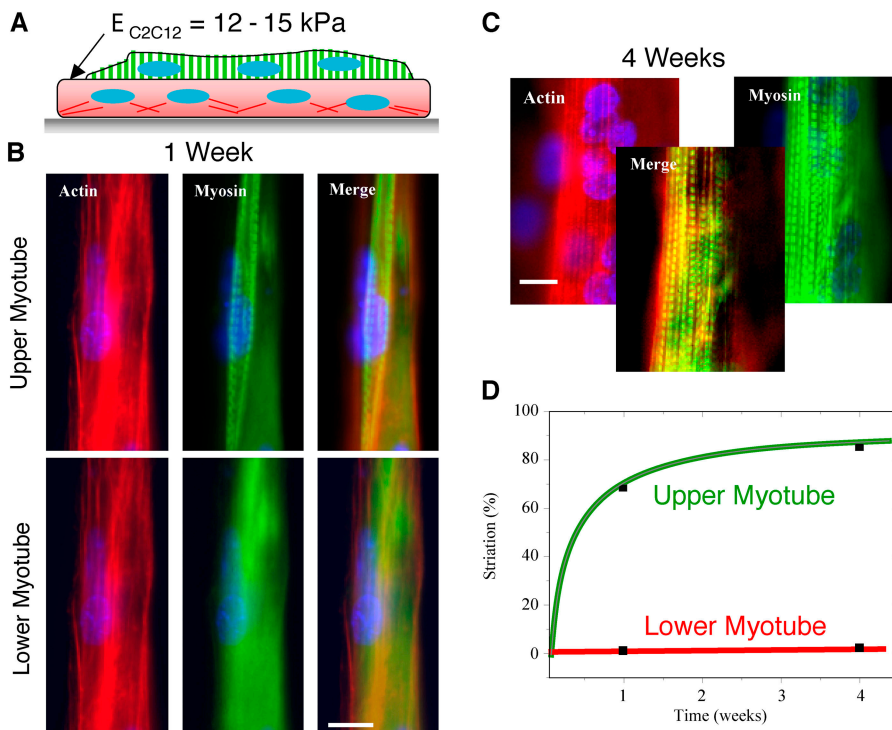 A
E C2C12 = 12 - 15 kPa
B
1 Week
Actin
Myosin
Merge
Upper Myotube
Lower Myotube
C
4 Weeks
Actin
Myosin
Merge
D
100
80
60
40
20
0
Striation (%)
Upper Myotube
Lower Myotube
1
2
3
4
Time (weeks)